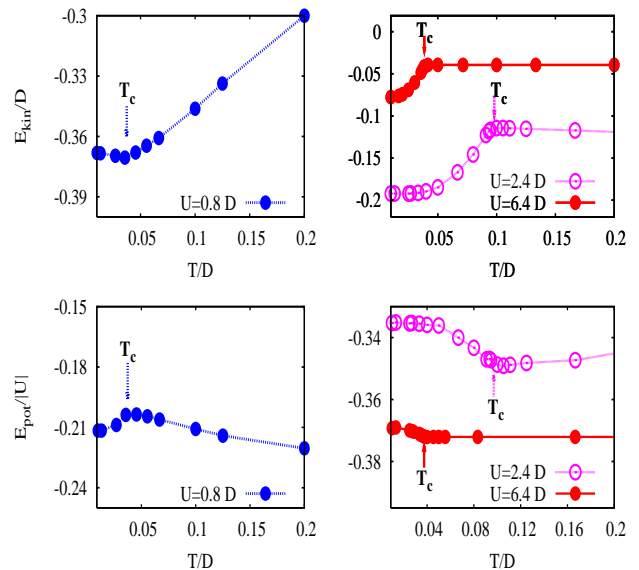 -0.3
-0.33
-0.36
-0.39
E_kin/D
T_c
U=0.8 D
0.05
0.1
0.15
0.2
T/D
0
-0.05
-0.1
-0.15
-0.2
T_c
T_c
U=2.4 D
U=6.4 D
0.05
0.1
0.15
0.2
T/D
-0.15
-0.18
-0.21
-0.24
E_pot/|U|
T_c
U=0.8 D
0.05
0.1
0.15
0.2
T/D
-0.34
-0.36
-0.38
T_c
T_c
U=2.4 D
U=6.4 D
0.04
0.08
0.12
0.16
0.2
T/D